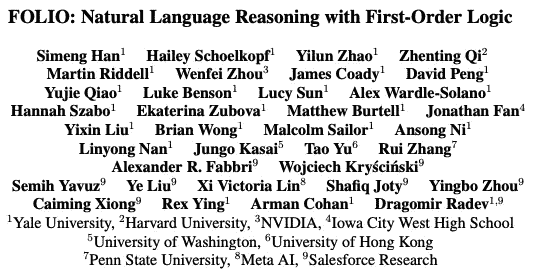 FOLIO: Natural Language Reasoning with First-Order Logic
Simeng Han¹ Hailey Schoelkopf¹ Yilun Zhao¹ Zhenting Qi²
Martin Riddell¹ Wenfei Zhou³ James Coady¹ David Peng¹
Yujie Qiao¹ Luke Benson¹ Lucy Sun¹ Alex Wardle-Solano¹
Hannah Szabo¹ Ekaterina Zubova¹ Matthew Burtell¹ Jonathan Fan⁴
Yixin Liu¹ Brian Wong¹ Malcolm Sailor¹ Ansong Ni¹
Linyong Nan¹ Jungo Kasai⁵ Tao Yu⁶ Rui Zhang⁷
Alexander R. Fabbri⁹ Wojciech Kryściński⁹
Semih Yavuz⁹ Ye Liu⁹ Xi Victoria Lin⁸ Shafiq Joty⁹ Yingbo Zhou⁹
Caiming Xiong⁹ Rex Ying¹ Arman Cohan¹ Dragomir Radev¹,⁹
¹Yale University, ²Harvard University, ³NVIDIA, ⁴Iowa City West High School
⁵University of Washington, ⁶University of Hong Kong
⁷Penn State University, ⁸Meta AI, ⁹Salesforce Research